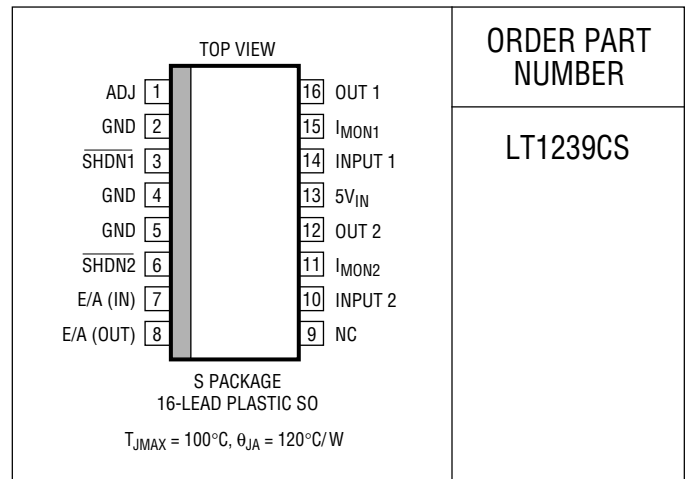 TOP VIEW
ADJ 1
GND 2
SHDN1 3
GND 4
GND 5
SHDN2 6
E/A (IN) 7
E/A (OUT) 8
16 OUT 1
15 IMON1
14 INPUT 1
13 5VIN
12 OUT 2
11 IMON2
10 INPUT 2
9 NC
S PACKAGE
16-LEAD PLASTIC SO
TJMAX = 100°C, θJA = 120°C/W
ORDER PART
NUMBER
LT1239CS